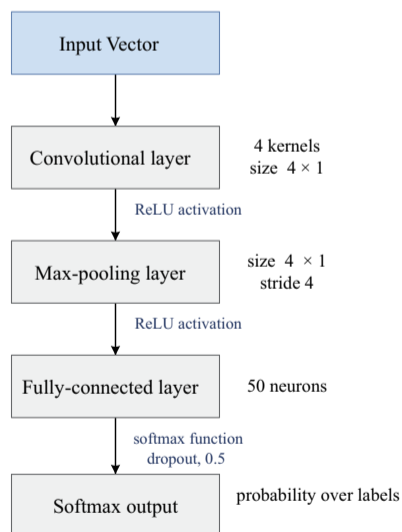 Input Vector
Convolutional layer
4 kernels
size 4 × 1
ReLU activation
Max-pooling layer
size 4 × 1
stride 4
ReLU activation
Fully-connected layer
50 neurons
softmax function
dropout, 0.5
Softmax output
probability over labels